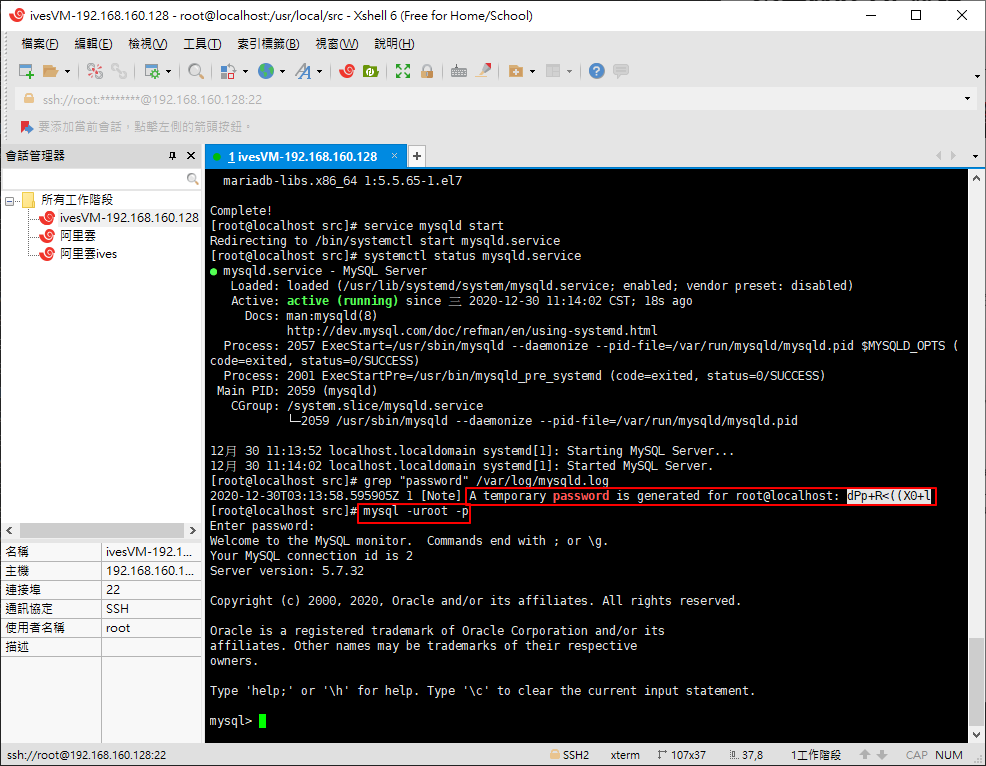 ivesVM-192.168.160.128 - root@localhost:/usr/local/src - Xshell 6 (Free for Home/School)
檔案(F) 編輯(E) 檢視(V) 工具(T) 索引標籤(B) 視窗(W) 說明(H)
ssh://root:********@192.168.160.128:22
要添加當前會話，點擊左側的箭頭按鈕。
會話管理器
1 ivesVM-192.168.160.128
所有工作階段
ivesVM-192.168.160.128
阿里雲
阿里雲ives
名稱 ivesVM-192.1...
主機 192.168.160.1...
連接埠 22
通訊協定 SSH
使用者名稱 root
描述
mariadb-libs.x86_64 1:5.5.65-1.el7
Complete!
[root@localhost src]# service mysqld start
Redirecting to /bin/systemctl start mysqld.service
[root@localhost src]# systemctl status mysqld.service
● mysqld.service - MySQL Server
Loaded: loaded (/usr/lib/systemd/system/mysqld.service; enabled; vendor preset: disabled)
Active: active (running) since 三 2020-12-30 11:14:02 CST; 18s ago
Docs: man:mysqld(8)
http://dev.mysql.com/doc/refman/en/using-systemd.html
Process: 2057 ExecStart=/usr/sbin/mysqld --daemonize --pid-file=/var/run/mysqld/mysqld.pid $MYSQLD_OPTS (
code=exited, status=0/SUCCESS)
Process: 2001 ExecStartPre=/usr/bin/mysqld_pre_systemd (code=exited, status=0/SUCCESS)
Main PID: 2059 (mysqld)
CGroup: /system.slice/mysqld.service
└─2059 /usr/sbin/mysqld --daemonize --pid-file=/var/run/mysqld/mysqld.pid
12月 30 11:13:52 localhost.localdomain systemd[1]: Starting MySQL Server...
12月 30 11:14:02 localhost.localdomain systemd[1]: Started MySQL Server.
[root@localhost src]# grep "password" /var/log/mysqld.log
2020-12-30T03:13:58.595905Z 1 [Note] A temporary password is generated for root@localhost: dPp+R<((X0+l
[root@localhost src]# mysql -uroot -p
Enter password:
Welcome to the MySQL monitor.  Commands end with ; or \g.
Your MySQL connection id is 2
Server version: 5.7.32
Copyright (c) 2000, 2020, Oracle and/or its affiliates. All rights reserved.
Oracle is a registered trademark of Oracle Corporation and/or its
affiliates. Other names may be trademarks of their respective
owners.
Type 'help;' or '\h' for help. Type '\c' to clear the current input statement.
mysql>
ssh://root@192.168.160.128:22 SSH2 xterm 107x37 37,8 1工作階段 CAP NUM